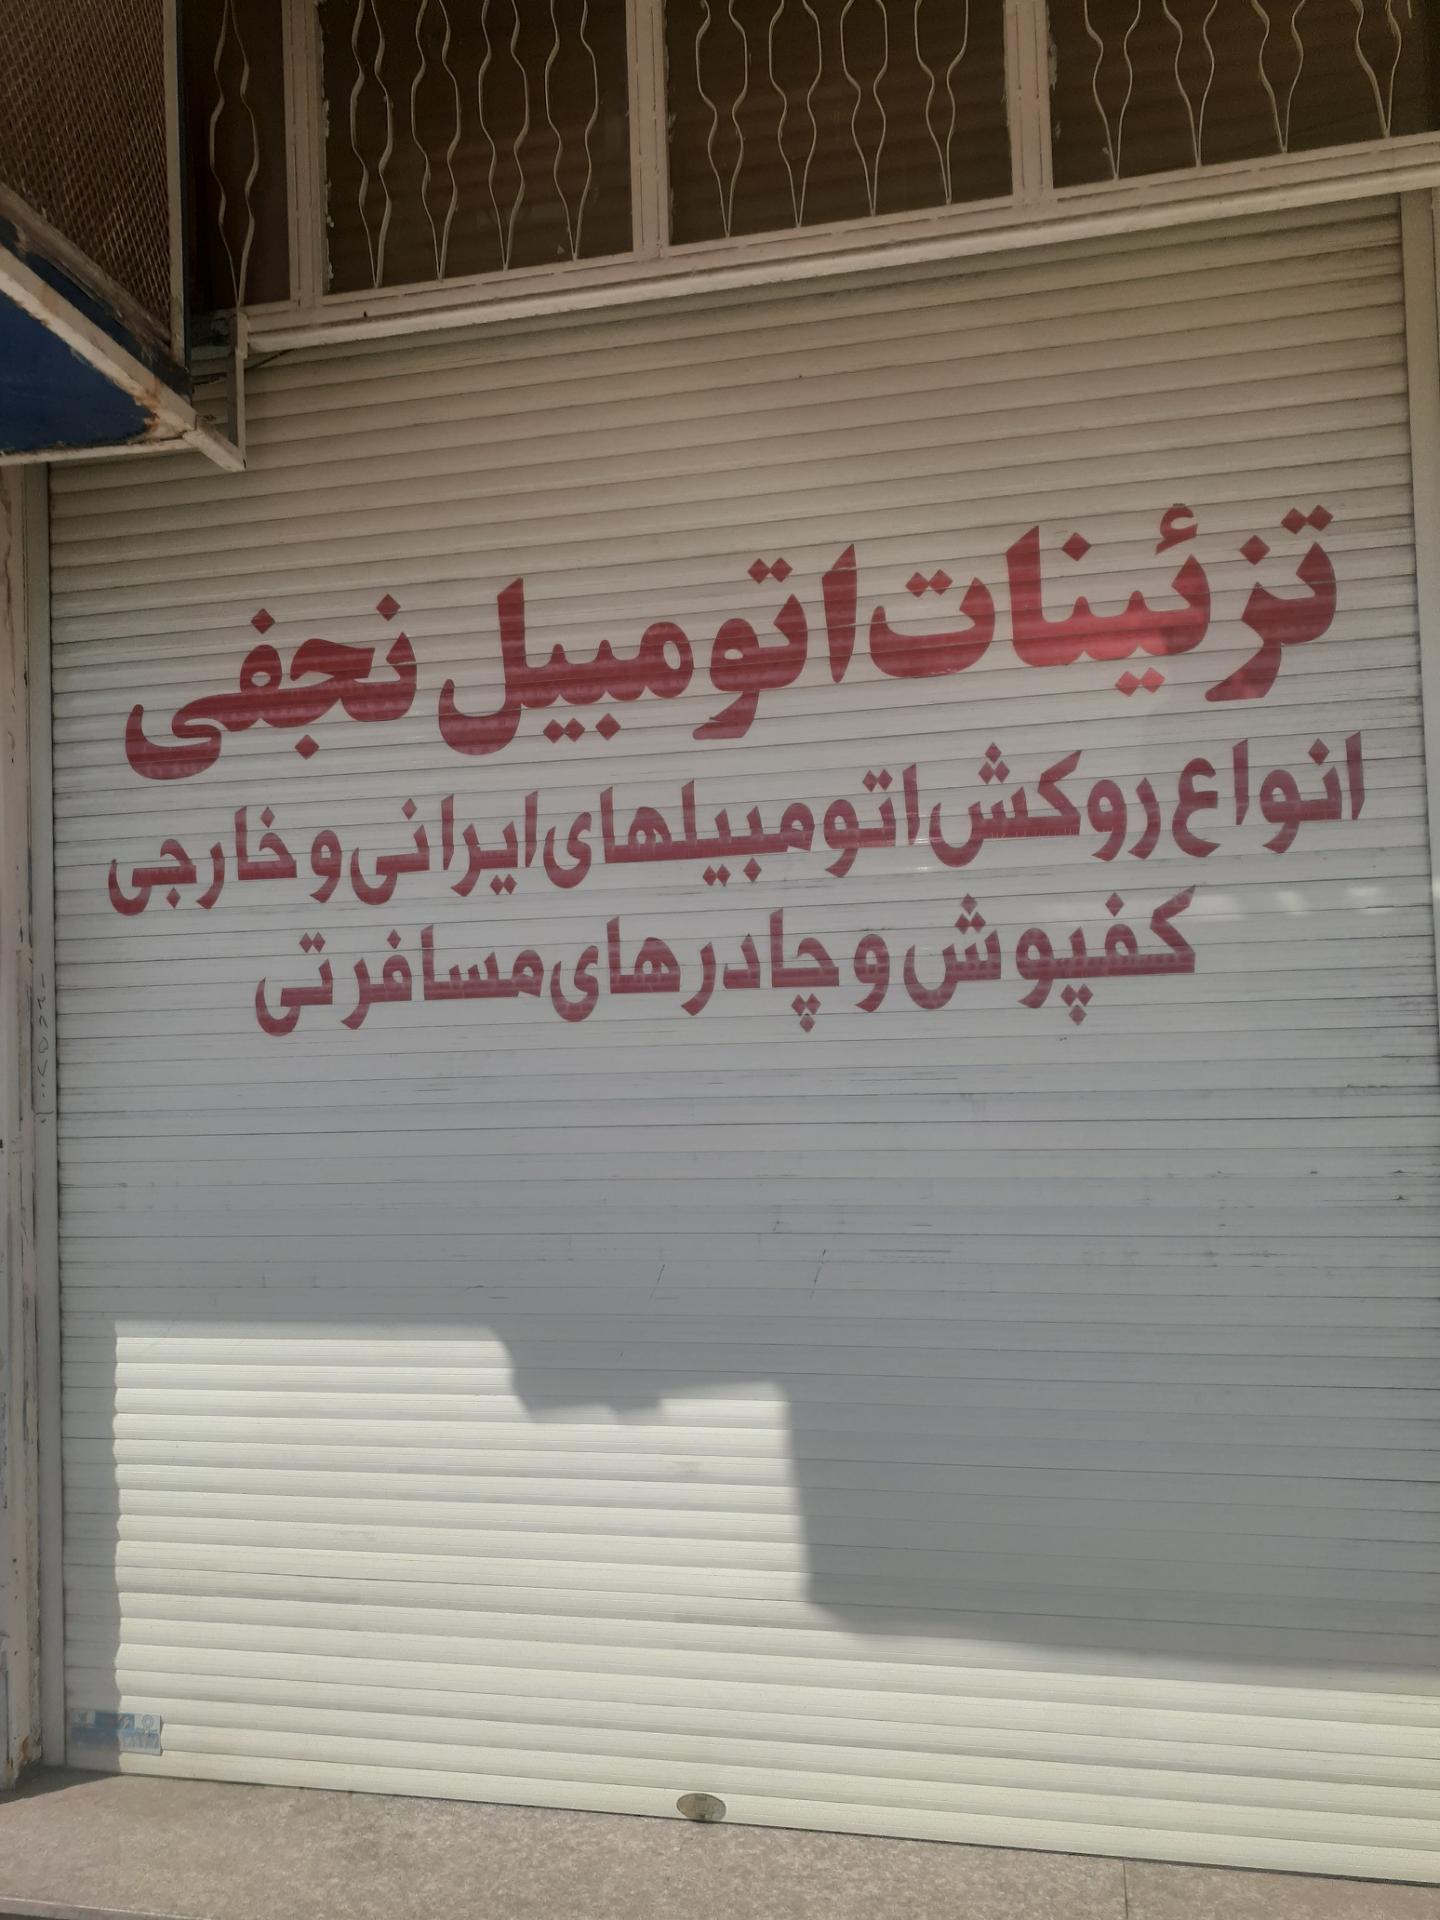 تزئینات اتومبیل نجفی
انواع روکش اتومبیلهای ایرانی و خارجی
کفپوش و چادرهای مسافرتی